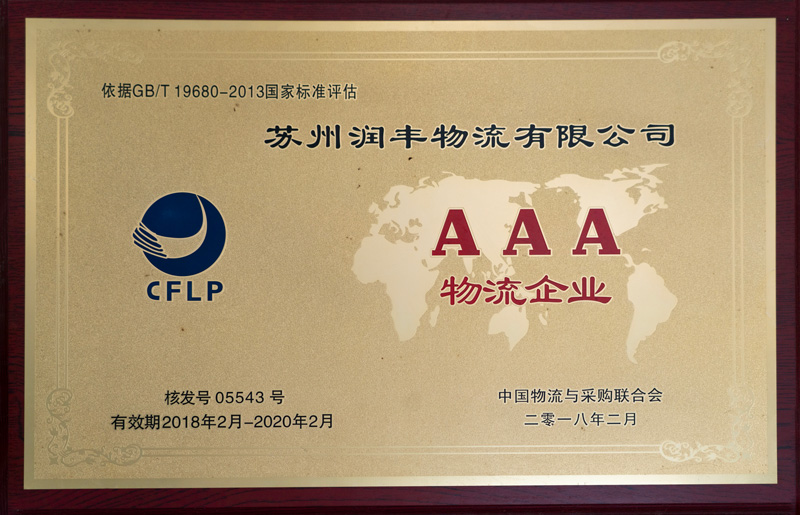 依据GB/T 19680-2013国家标准评估
苏州润丰物流有限公司
AAA
物流企业
CFLP
核发号 05543 号
有效期2018年2月-2020年2月
中国物流与采购联合会
二零一八年二月